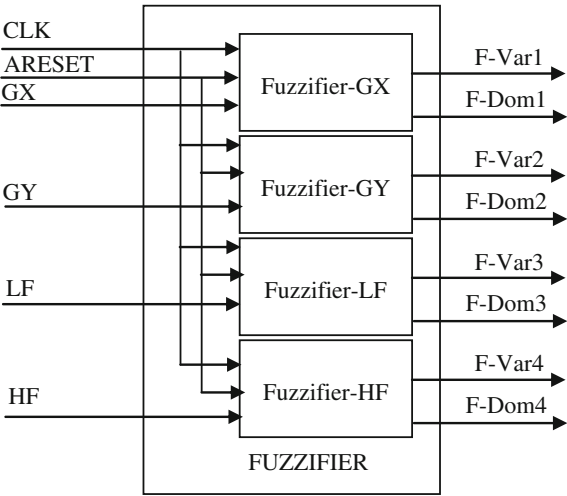 CLK
ARESET
GX
Fuzzifier-GX
F-Var1
F-Dom1
GY
Fuzzifier-GY
F-Var2
F-Dom2
LF
Fuzzifier-LF
F-Var3
F-Dom3
HF
Fuzzifier-HF
F-Var4
F-Dom4
FUZZIFIER